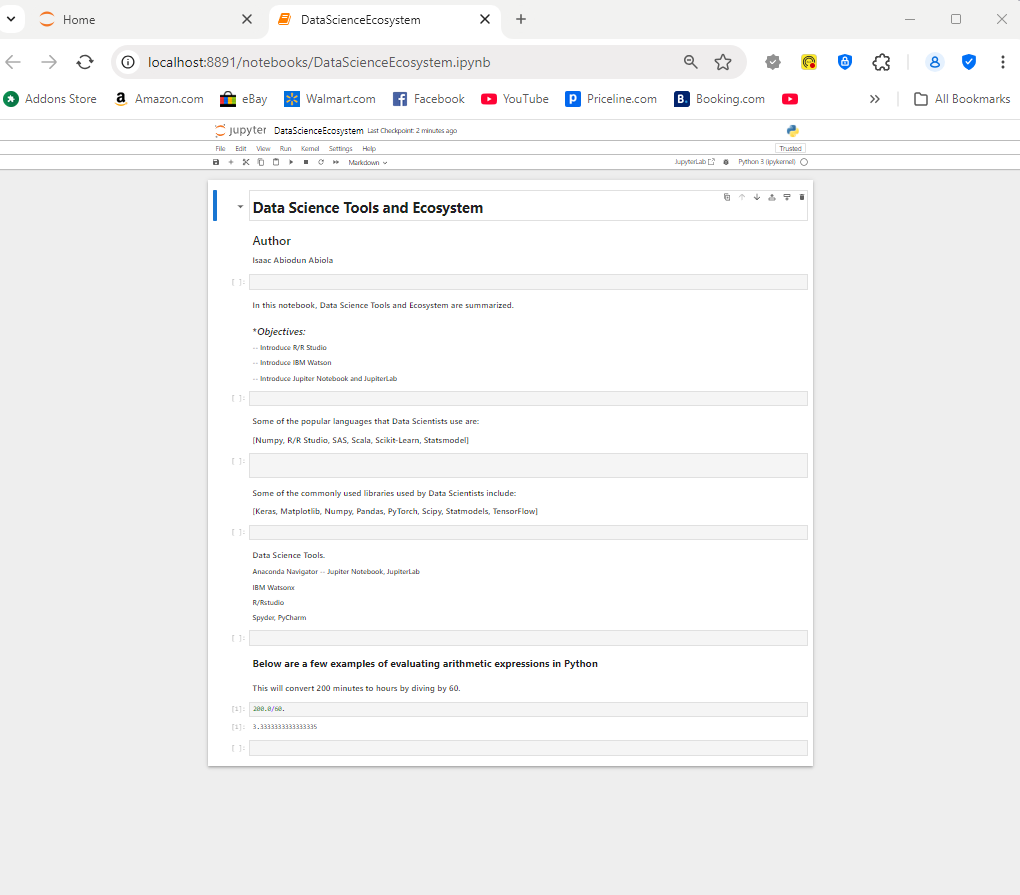 Home
DataScienceEcosystem
localhost:8891/notebooks/DataScienceEcosystem.ipynb
Addons Store Amazon.com eBay Walmart.com Facebook YouTube Priceline.com Booking.com All Bookmarks
jupyter DataScienceEcosystem Last Checkpoint: 2 minutes ago
File Edit View Run Kernel Settings Help Trusted
Markdown JupyterLab Python 3 (ipykernel)
Data Science Tools and Ecosystem
Author
Isaac Abiodun Abiola
[ ]:
In this notebook, Data Science Tools and Ecosystem are summarized.
*Objectives:
-- Introduce R/R Studio
-- Introduce IBM Watson
-- Introduce Jupiter Notebook and JupiterLab
[ ]:
Some of the popular languages that Data Scientists use are:
[Numpy, R/R Studio, SAS, Scala, Scikit-Learn, Statsmodel]
[ ]:
Some of the commonly used libraries used by Data Scientists include:
[Keras, Matplotlib, Numpy, Pandas, PyTorch, Scipy, Statmodels, TensorFlow]
[ ]:
Data Science Tools.
Anaconda Navigator -- Jupiter Notebook, JupiterLab
IBM Watsonx
R/Rstudio
Spyder, PyCharm
[ ]:
Below are a few examples of evaluating arithmetic expressions in Python
This will convert 200 minutes to hours by diving by 60.
[1]: 200.0/60.
[1]: 3.3333333333333335
[ ]: